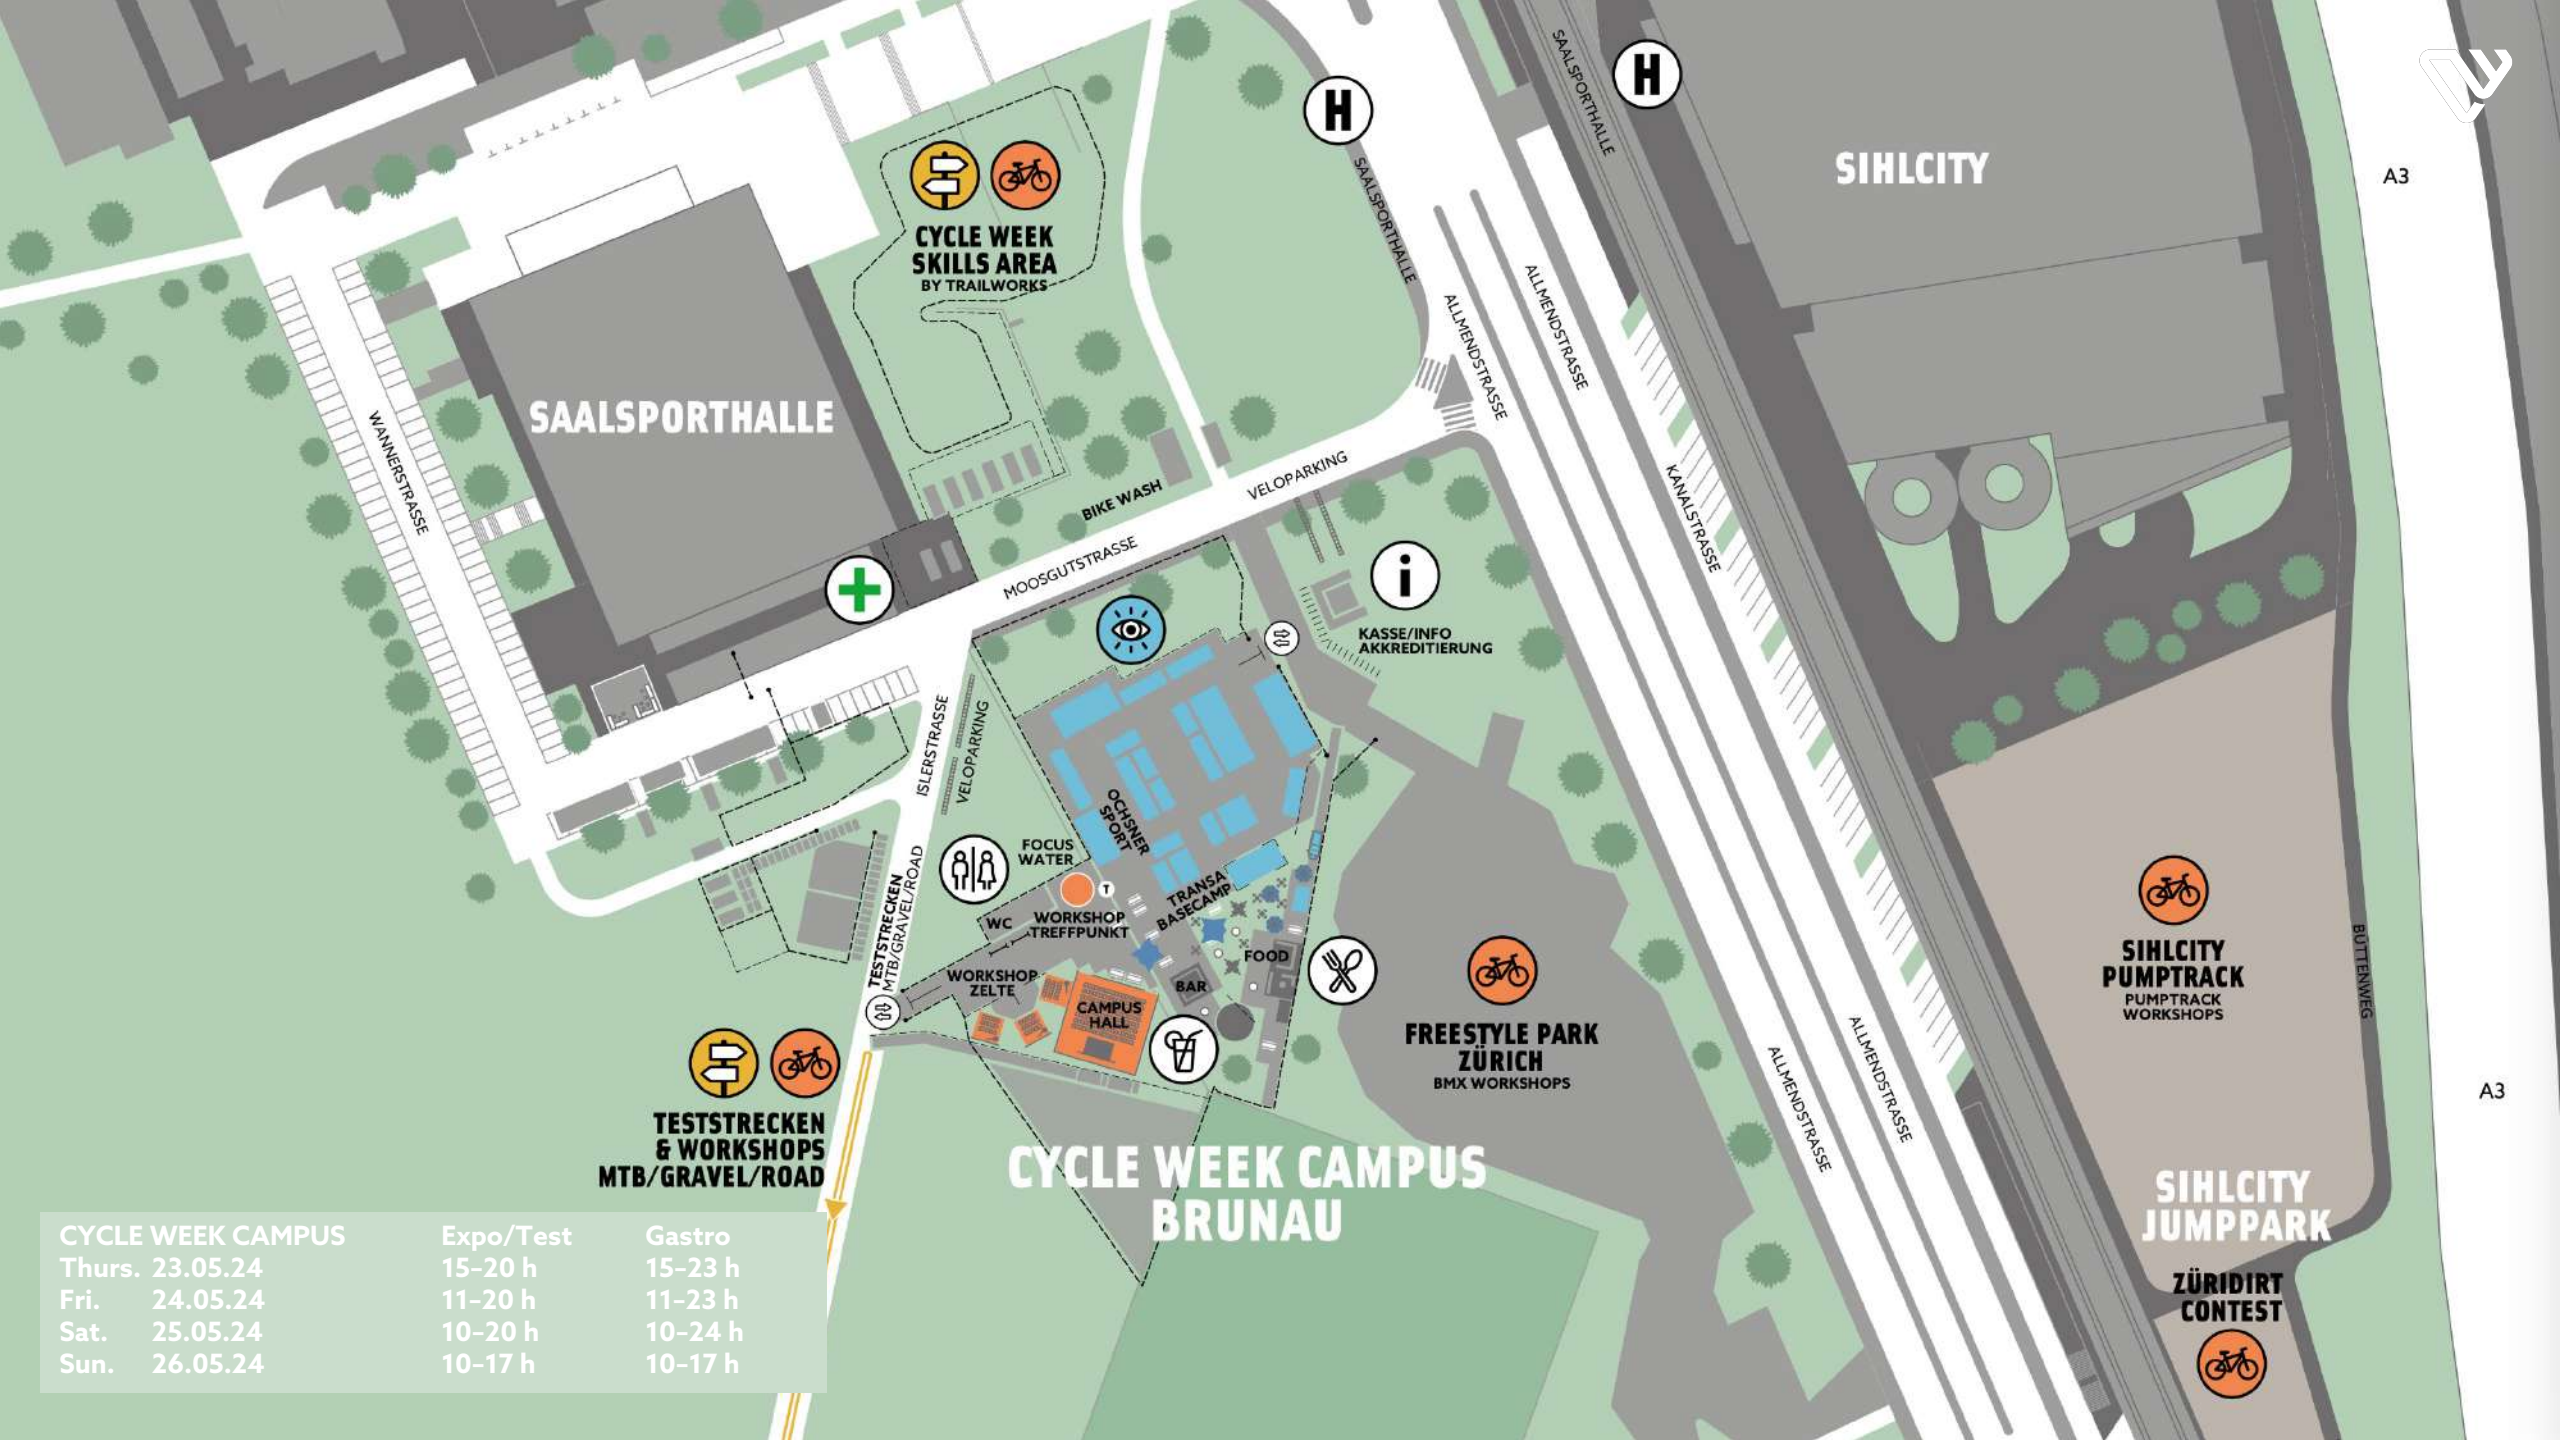 H
H
SAALSPORTHALLE
SIHLCITY
A3
SAALSPORTHALLE
CYCLE WEEK
SKILLS AREA
BY TRAILWORKS
ALLMENDSTRASSE
ALLMENDSTRASSE
SAALSPORTHALLE
WANNERSTRASSE
VELOPARKING
BIKE WASH
KANALSTRASSE
MOOSGUTSTRASSE
i
KASSE/INFO
AKKREDITIERUNG
ISLERSTRASSE
VELOPARKING
OCHSNER
SPORT
FOCUS
WATER
T
TRANSA
BASECAMP
WC
WORKSHOP
TREFFPUNKT
TESTSTRECKEN
MTB/GRAVEL/ROAD
FOOD
WORKSHOP
ZELTE
BAR
CAMPUS
HALL
SIHLCITY
PUMPTRACK
PUMPTRACK
WORKSHOPS
BUTTENWEG
FREESTYLE PARK
ZÜRICH
BMX WORKSHOPS
ALLMENDSTRASSE
ALLMENDSTRASSE
A3
TESTSTRECKEN
& WORKSHOPS
MTB/GRAVEL/ROAD
CYCLE WEEK CAMPUS
BRUNAU
SIHLCITY
JUMPPARK
ZÜRIDIRT
CONTEST
CYCLE WEEK CAMPUS Expo/Test Gastro
Thurs. 23.05.24 15-20 h 15-23 h
Fri. 24.05.24 11-20 h 11-23 h
Sat. 25.05.24 10-20 h 10-24 h
Sun. 26.05.24 10-17 h 10-17 h